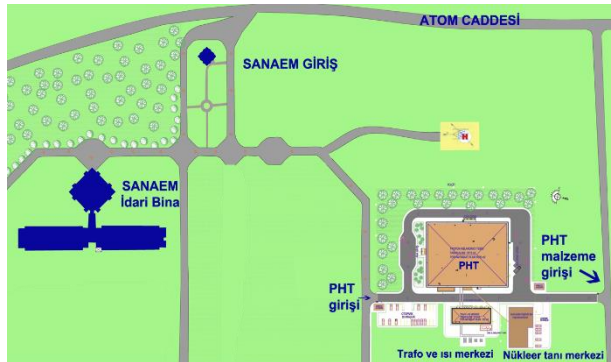 ATOM CADDESİ
SANAEM GİRİŞ
H
SANAEM
İdari Bina
PHT
malzeme
girişi
PHT
PHT
girişi
Trafo ve ısı merkezi
Nükleer tanı merkezi